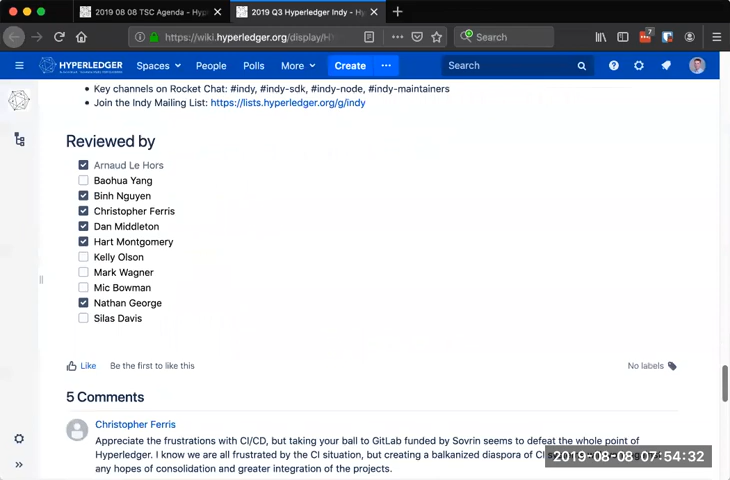 2019 08 08 TSC Agenda - Hyp
2019 Q3 Hyperledger Indy - Hy
https://wiki.hyperledger.org/display/H
Search
7
HYPERLEDGER
Spaces
People
Polls
More
Create
Search
Key channels on Rocket Chat: #indy, #indy-sdk, #indy-node, #indy-maintainers
Join the Indy Mailing List: https://lists.hyperledger.org/g/indy
Reviewed by
Arnaud Le Hors
Baohua Yang
Binh Nguyen
Christopher Ferris
Dan Middleton
Hart Montgomery
Kelly Olson
Mark Wagner
Mic Bowman
Nathan George
Silas Davis
Like
Be the first to like this
No labels
5 Comments
Christopher Ferris
Appreciate the frustrations with CI/CD, but taking your ball to GitLab funded by Sovrin seems to defeat the whole point of
Hyperledger. I know we are all frustrated by the CI situation, but creating a balkanized diaspora of CI
any hopes of consolidation and greater integration of the projects.
2019-08-08 07:54:32